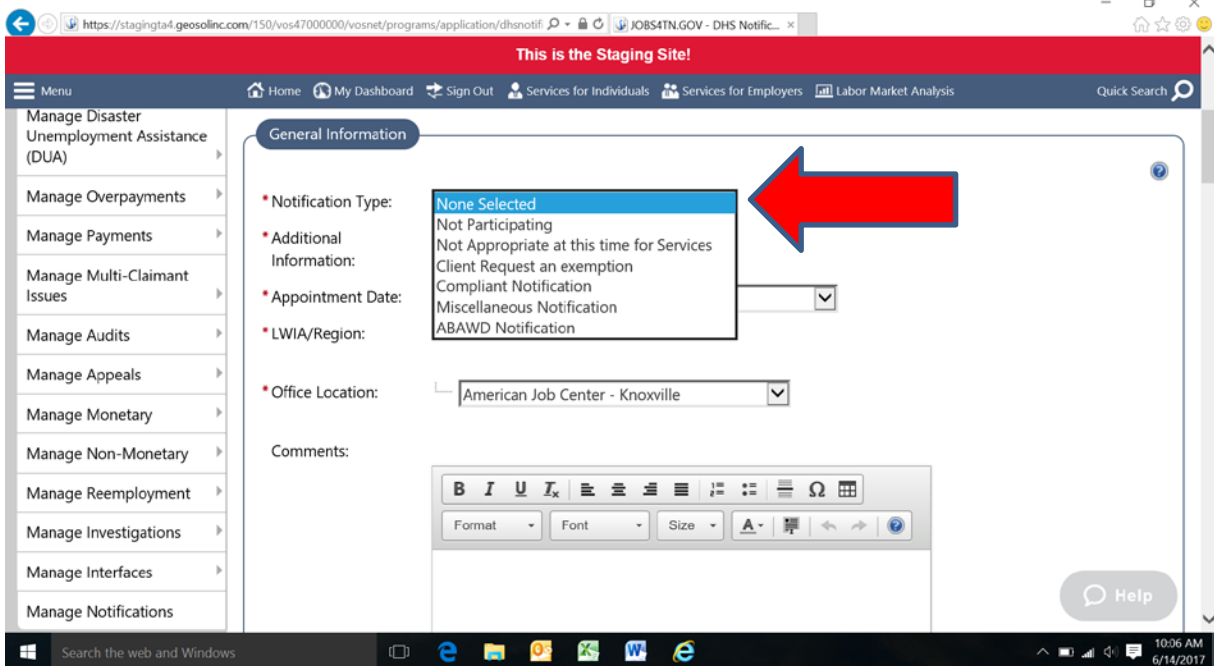 https://stagingta4.geosolinc.com/150/vos47000000/vosnet/programs/application/dhsnotifi
JOBS4TN.GOV - DHS Notific...
This is the Staging Site!
Menu
Home My Dashboard Sign Out Services for Individuals Services for Employers Labor Market Analysis Quick Search
Manage Disaster
Unemployment Assistance
(DUA)
Manage Overpayments
Manage Payments
Manage Multi-Claimant
Issues
Manage Audits
Manage Appeals
Manage Monetary
Manage Non-Monetary
Manage Reemployment
Manage Investigations
Manage Interfaces
Manage Notifications
General Information
* Notification Type:
None Selected
Not Participating
Not Appropriate at this time for Services
Client Request an exemption
Compliant Notification
Miscellaneous Notification
ABAWD Notification
* Additional
Information:
* Appointment Date:
* LWIA/Region:
* Office Location:
American Job Center - Knoxville
Comments:
B I U Ix Ω
Format Font Size A
Help
Search the web and Windows
10:06 AM
6/14/2017